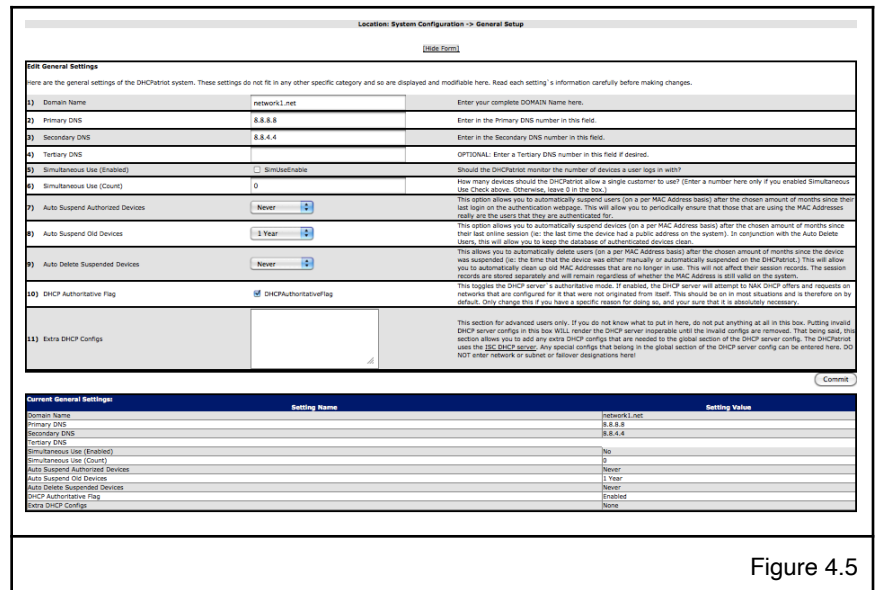 Location: System Configuration -> General Setup
[Hide Form]
Edit General Settings
Here are the general settings of the DHCPatriot system. These settings do not fit in any other specific category and so are displayed and modifiable here. Read each setting`s information carefully before making changes.
1) Domain Name network1.net Enter your complete DOMAIN Name here.
2) Primary DNS 8.8.8.8 Enter in the Primary DNS number in this field.
3) Secondary DNS 8.8.4.4 Enter in the Secondary DNS number in this field.
4) Tertiary DNS OPTIONAL: Enter a Tertiary DNS number in this field if desired.
5) Simultaneous Use (Enabled) SimUseEnable Should the DHCPatriot monitor the number of devices a user logs in with?
6) Simultaneous Use (Count) 0 How many devices should the DHCPatriot allow a single customer to use? (Enter a number here only if you enabled Simultaneous
Use Check above. Otherwise, leave 0 in the box.)
7) Auto Suspend Authorized Devices Never This option allows you to automatically suspend users (on a per MAC Address basis) after the chosen amount of months since their
last login on the authentication webpage. This will allow you to periodically ensure that those that are using the MAC Addresses
really are the users that they are authenticated for.
8) Auto Suspend Old Devices 1 Year This option allows you to automatically suspend devices (on a per MAC Address basis) after the chosen amount of months since
their last online session (ie: the last time the device had a public address on the system). In conjunction with the Auto Delete
Users, this will allow you to keep the database of authenticated devices clean.
9) Auto Delete Suspended Devices Never This allows you to automatically delete users (on a per MAC Address basis) after the chosen amount of months since the device
was suspended (ie: the time that the device was either manually or automatically suspended on the DHCPatriot.) This will allow
you to automatically clean up old MAC Addresses that are no longer in use. This will not affect their session records. The session
records are stored separately and will remain regardless of whether the MAC Address is still valid on the system.
10) DHCP Authoritative Flag DHCPAuthoritativeFlag This toggles the DHCP server`s authoritative mode. If enabled, the DHCP server will attempt to NAK DHCP offers and requests on
networks that are configured for it that were not originated from itself. This should be on in most situations and is therefore on by
default. Only change this if you have a specific reason for doing so, and your sure that it is absolutely necessary.
11) Extra DHCP Configs This section for advanced users only. If you do not know what to put in here, do not put anything at all in this box. Putting invalid
DHCP server configs in this box WILL render the DHCP server inoperable until the invalid configs are removed. That being said, this
section allows you to add any extra DHCP configs that are needed to the global section of the DHCP server config. The DHCPatriot
uses the ISC DHCP server. Any special configs that belong in the global section of the DHCP server config can be entered here. DO
NOT enter network or subnet or failover designations here!
Commit
Current General Settings:
Setting Name Setting Value
Domain Name network1.net
Primary DNS 8.8.8.8
Secondary DNS 8.8.4.4
Tertiary DNS
Simultaneous Use (Enabled) No
Simultaneous Use (Count) 0
Auto Suspend Authorized Devices Never
Auto Suspend Old Devices 1 Year
Auto Delete Suspended Devices Never
DHCP Authoritative Flag Enabled
Extra DHCP Configs None
Figure 4.5